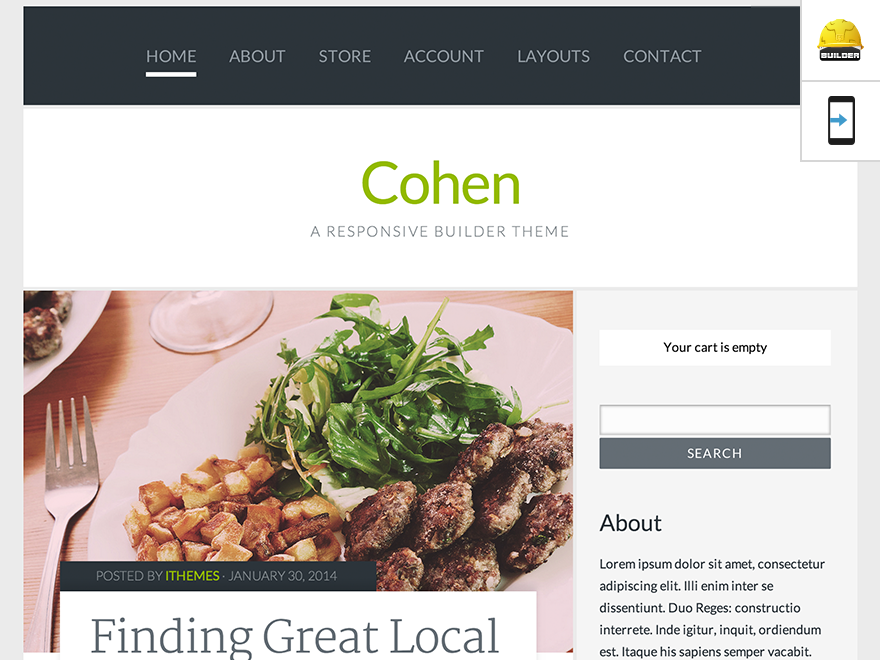 HOME ABOUT STORE ACCOUNT LAYOUTS CONTACT
BUILDER
Cohen
A RESPONSIVE BUILDER THEME
Your cart is empty
SEARCH
About
Lorem ipsum dolor sit amet, consectetur
adipiscing elit. Illi enim inter se
dissentiunt. Duo Reges: constructio
interrete. Inde igitur, inquit, ordiendum
est. Itaque his sapiens semper vacabit.
POSTED BY ITHEMES · JANUARY 30, 2014
Finding Great Local